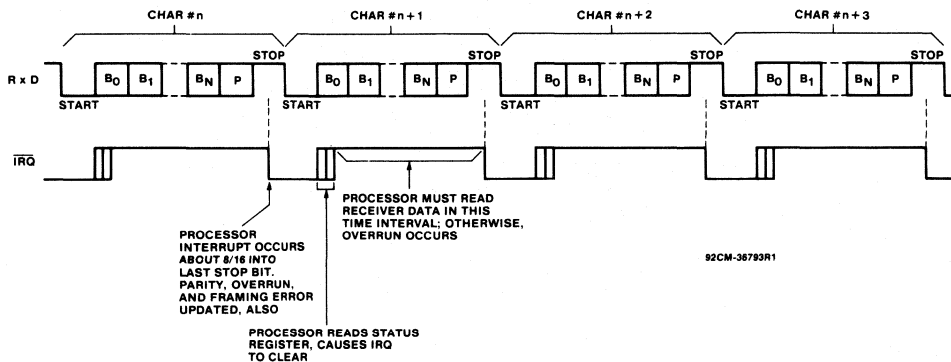 CHAR #n
CHAR #n+1
CHAR #n+2
CHAR #n+3
STOP
STOP
STOP
STOP
R x D
B0 B1 BN P
B0 B1 BN P
B0 B1 BN P
B0 B1 BN P
START
START
START
START
IRQ
PROCESSOR
INTERRUPT OCCURS
ABOUT 8/16 INTO
LAST STOP BIT.
PARITY, OVERRUN,
AND FRAMING ERROR
UPDATED, ALSO
PROCESSOR MUST READ
RECEIVER DATA IN THIS
TIME INTERVAL; OTHERWISE,
OVERRUN OCCURS
92CM-36793R1
PROCESSOR READS STATUS
REGISTER, CAUSES IRQ
TO CLEAR